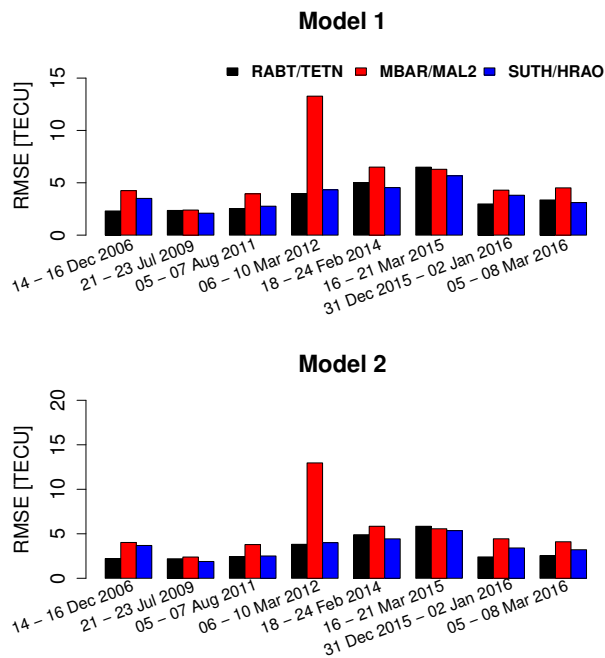 Model 1
RABT/TETN MBAR/MAL2 SUTH/HRAO
RMSE [TECU]
15
10
5
0
14 – 16 Dec 2006
21 – 23 Jul 2009
05 – 07 Aug 2011
06 – 10 Mar 2012
18 – 24 Feb 2014
16 – 21 Mar 2015
31 Dec 2015 – 02 Jan 2016
05 – 08 Mar 2016
Model 2
RMSE [TECU]
20
15
10
5
0
14 – 16 Dec 2006
21 – 23 Jul 2009
05 – 07 Aug 2011
06 – 10 Mar 2012
18 – 24 Feb 2014
16 – 21 Mar 2015
31 Dec 2015 – 02 Jan 2016
05 – 08 Mar 2016